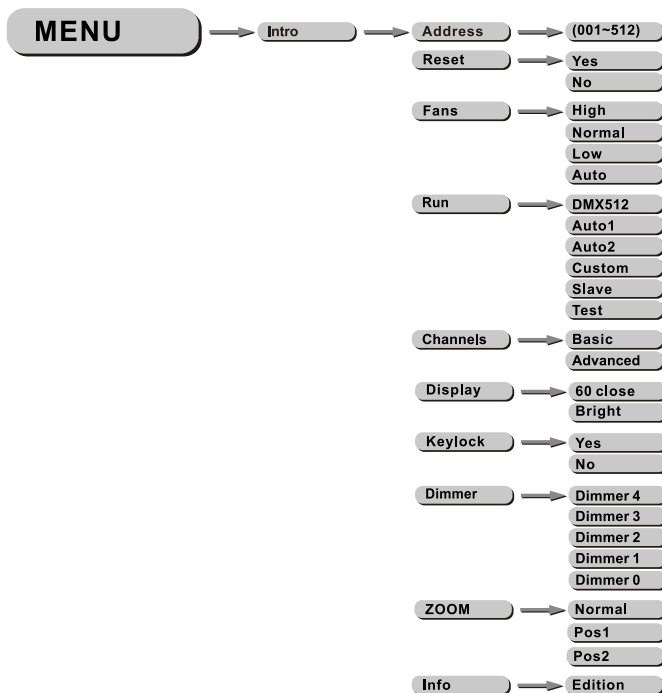 MENU Intro Address (001~512)
Reset Yes
No
Fans High
Normal
Low
Auto
Run DMX512
Auto1
Auto2
Custom
Slave
Test
Channels Basic
Advanced
Display 60 close
Bright
Keylock Yes
No
Dimmer Dimmer 4
Dimmer 3
Dimmer 2
Dimmer 1
Dimmer 0
ZOOM Normal
Pos1
Pos2
Info Edition